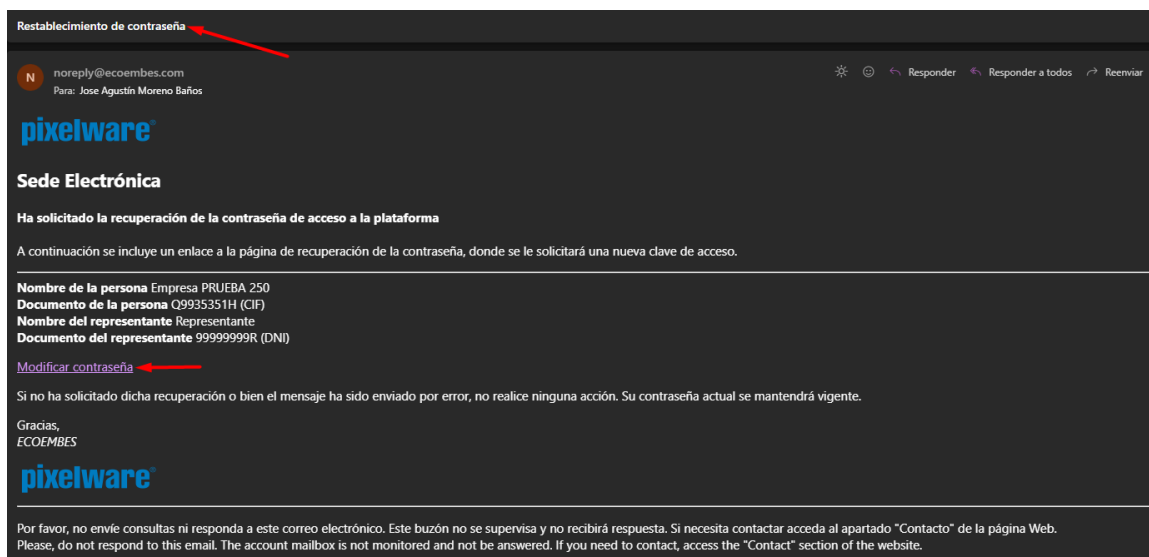 Restablecimiento de contraseña
N
noreply@ecoembes.com
Para: Jose Agustín Moreno Baños
Responder
Responder a todos
Reenviar
pixelware®
Sede Electrónica
Ha solicitado la recuperación de la contraseña de acceso a la plataforma
A continuación se incluye un enlace a la página de recuperación de la contraseña, donde se le solicitará una nueva clave de acceso.
Nombre de la persona Empresa PRUEBA 250
Documento de la persona Q9935351H (CIF)
Nombre del representante Representante
Documento del representante 99999999R (DNI)
Modificar contraseña
Si no ha solicitado dicha recuperación o bien el mensaje ha sido enviado por error, no realice ninguna acción. Su contraseña actual se mantendrá vigente.
Gracias,
ECOEMBES
pixelware®
Por favor, no envíe consultas ni responda a este correo electrónico. Este buzón no se supervisa y no recibirá respuesta. Si necesita contactar acceda al apartado "Contacto" de la página Web.
Please, do not respond to this email. The account mailbox is not monitored and not be answered. If you need to contact, access the "Contact" section of the website.